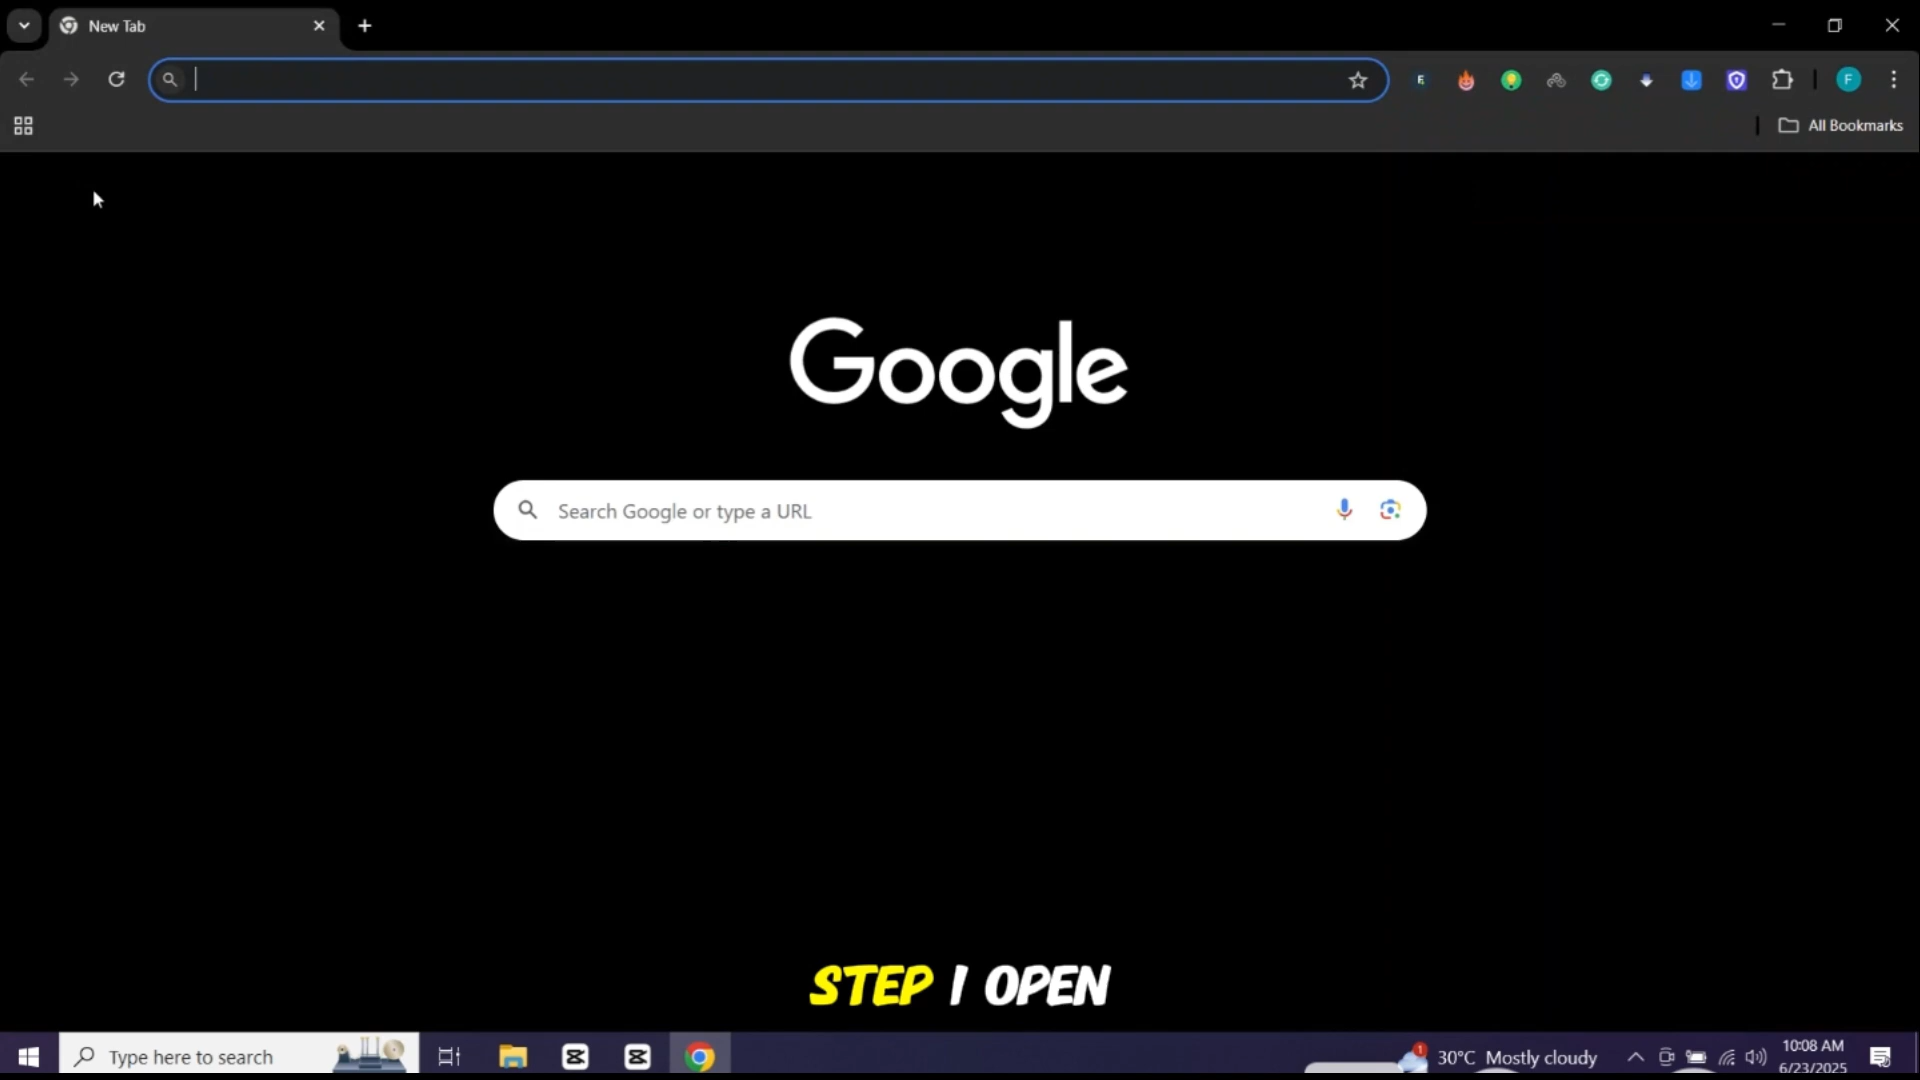 New Tab
All Bookmarks
Google
Search Google or type a URL
STEP I OPEN
Type here to search
1
30°C Mostly cloudy
10:08 AM
6/23/2025
F